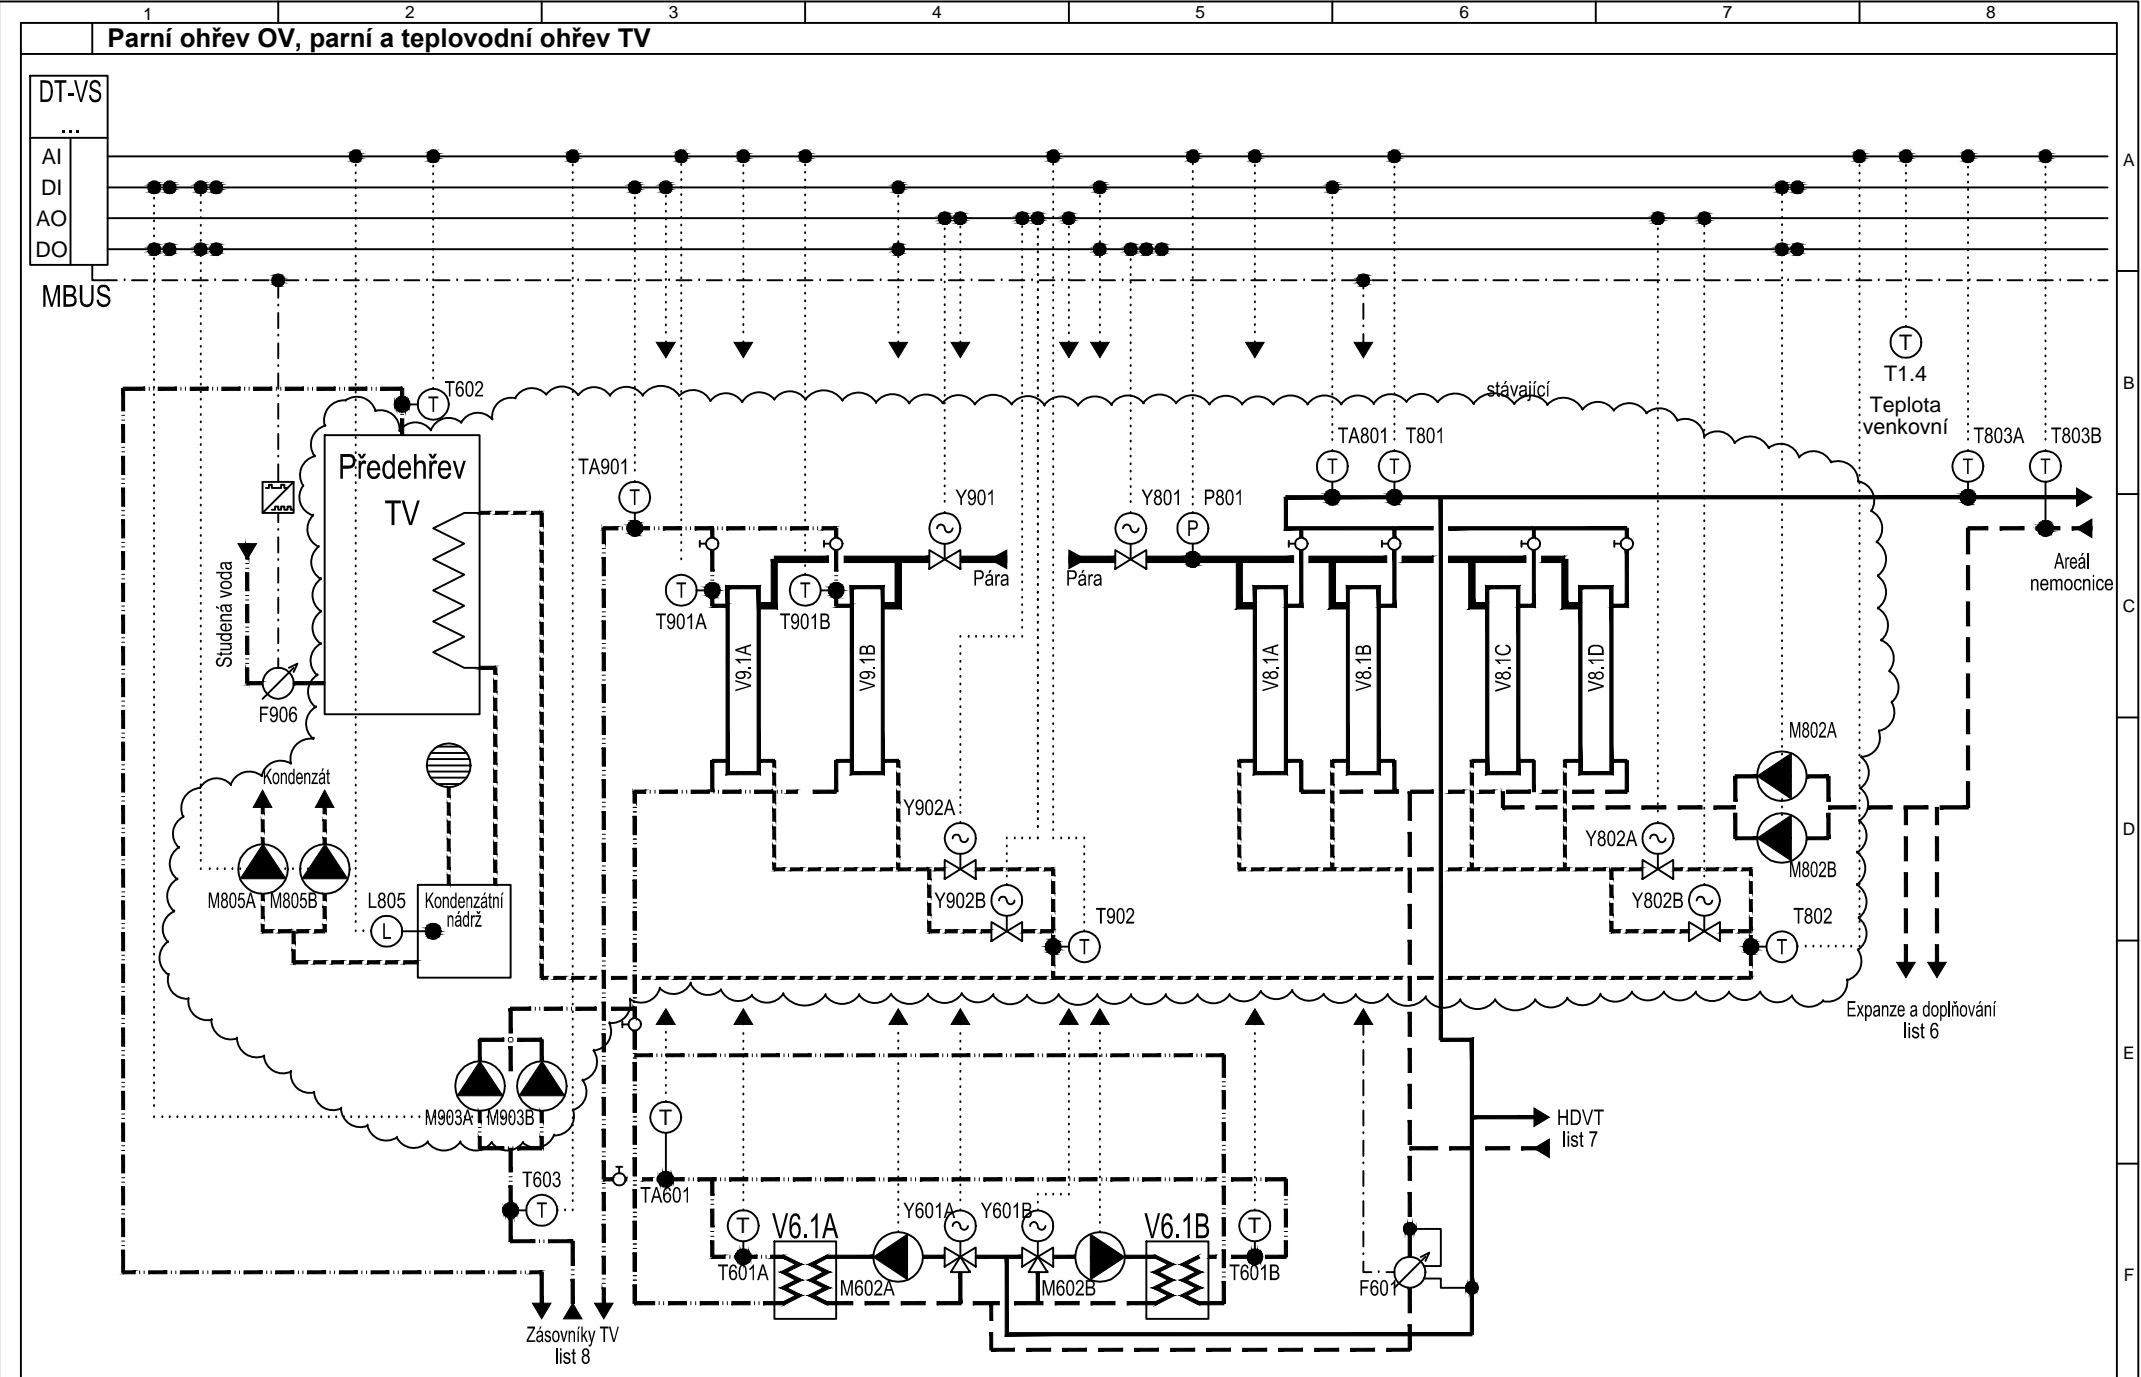 1 2 3 4 5 6 7 8
Parní ohřev OV, parní a teplovodní ohřev TV
DT-VS
...
AI
DI
AO
DO
MBUS
A
B
C
D
E
F
T
T1.4
Teplota
venkovní
T
T602
stávající
Předehřev
TV
TA901
T
Y901
Y801
P801
P
TA801
T
T801
T
T803A
T
T803B
T
Studená voda
F906
Pára
Pára
Areál
nemocnice
T
T901A
T
T901B
V9.1A
V9.1B
V8.1A
V8.1B
V8.1C
V8.1D
Kondenzát
M805A
M805B
L805
L
Kondenzátní
nádrž
Y902A
Y902B
T902
T
M802A
M802B
Y802A
Y802B
T802
T
Expanze a doplňování
list 6
M903A
M903B
T
TA601
HDVT
list 7
T603
T
T
T601A
V6.1A
M602A
Y601A
Y601B
M602B
V6.1B
T
T601B
F601
Zásovníky TV
list 8